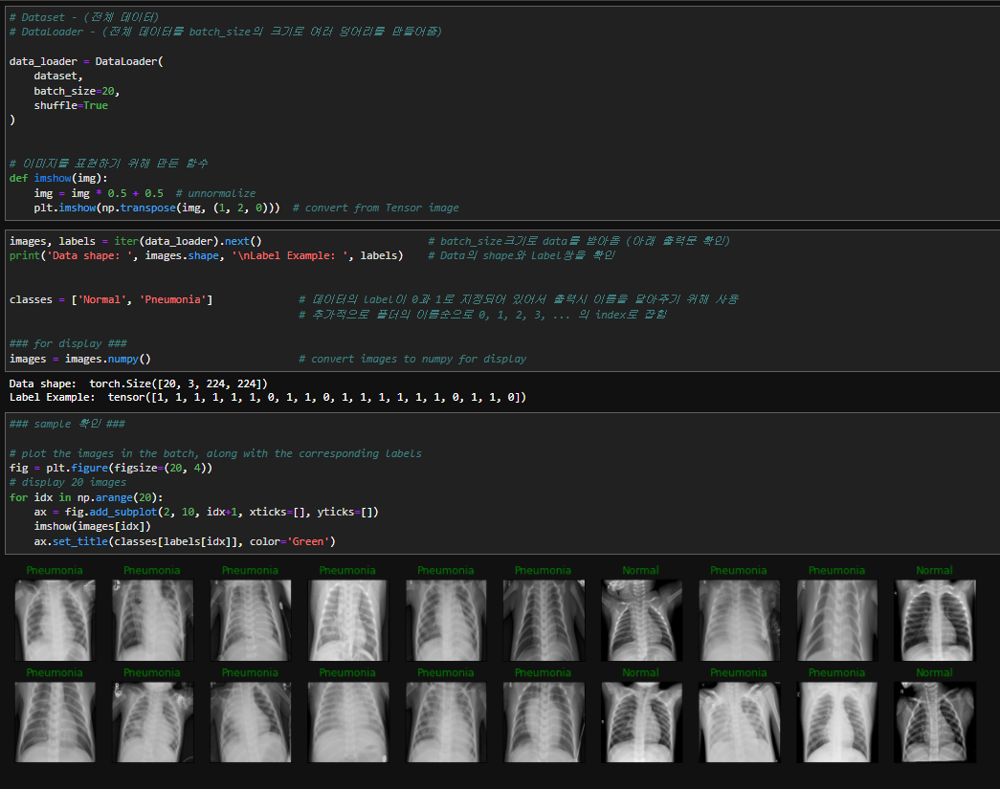 # Dataset - (전체 데이터)
# DataLoader - (전체 데이터를 batch_size의 크기로 여러 덩어리를 만들어줌)
data_loader = DataLoader(
    dataset,
    batch_size=20,
    shuffle=True
)
# 이미지를 표현하기 위해 만든 함수
def imshow(img):
    img = img * 0.5 + 0.5  # unnormalize
    plt.imshow(np.transpose(img, (1, 2, 0)))  # convert from Tensor image
images, labels = iter(data_loader).next()                           # batch_size크기로 data를 받아옴 (아래 출력문 확인)
print('Data shape: ', images.shape, '\nLabel Example: ', labels)    # Data의 shape와 Label쌍을 확인
classes = ['Normal', 'Pneumonia']              # 데이터의 label이 0과 1로 지정되어 있어서 출력시 이름을 달아주기 위해 사용
                                               # 추가적으로 폴더의 이름순으로 0, 1, 2, 3, ... 의 index로 잡힘
### for display ###
images = images.numpy()                        # convert images to numpy for display
Data shape:  torch.Size([20, 3, 224, 224])
Label Example:  tensor([1, 1, 1, 1, 1, 1, 0, 1, 1, 0, 1, 1, 1, 1, 1, 1, 0, 1, 1, 0])
### sample 확인 ###
# plot the images in the batch, along with the corresponding labels
fig = plt.figure(figsize=(20, 4))
# display 20 images
for idx in np.arange(20):
    ax = fig.add_subplot(2, 10, idx+1, xticks=[], yticks=[])
    imshow(images[idx])
    ax.set_title(classes[labels[idx]], color='Green')
Pneumonia Pneumonia Pneumonia Pneumonia Pneumonia Pneumonia Normal Pneumonia Pneumonia Normal
Pneumonia Pneumonia Pneumonia Pneumonia Pneumonia Pneumonia Normal Pneumonia Pneumonia Normal